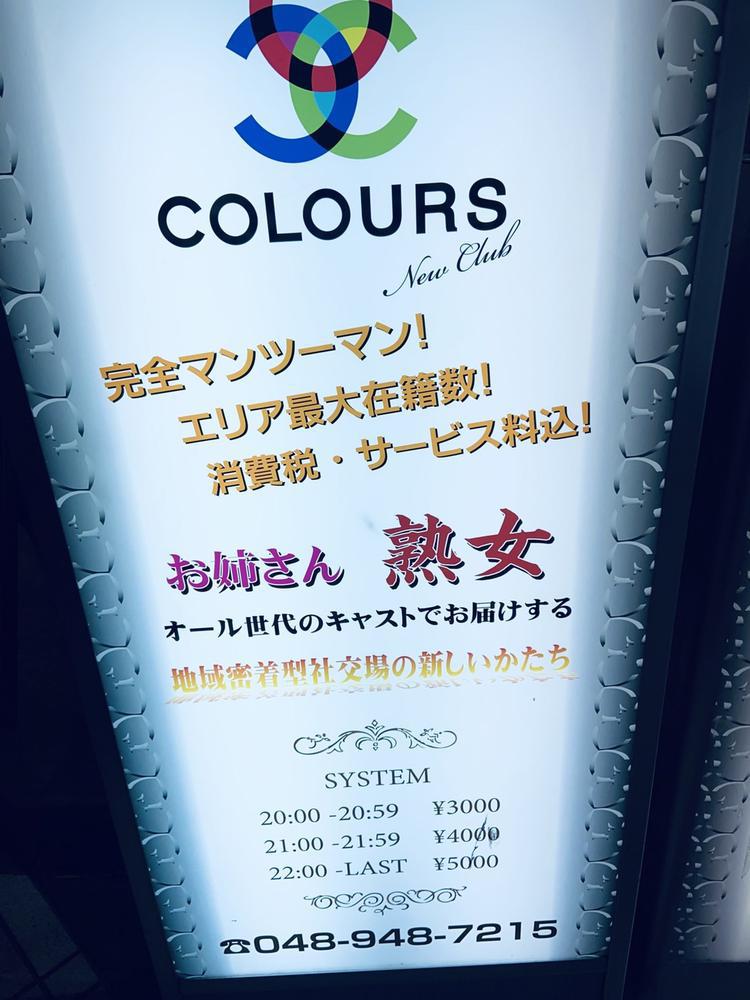 COLOURS
New Club
完全マンツーマン!
エリア最大在籍数!
消費税・サービス料込!
お姉さん 熟女
オール世代のキャストでお届けする
地域密着型社交場の新しいかたち
SYSTEM
20:00 -20:59 ¥3000
21:00 -21:59 ¥4000
22:00 -LAST ¥5000
☎048-948-7215